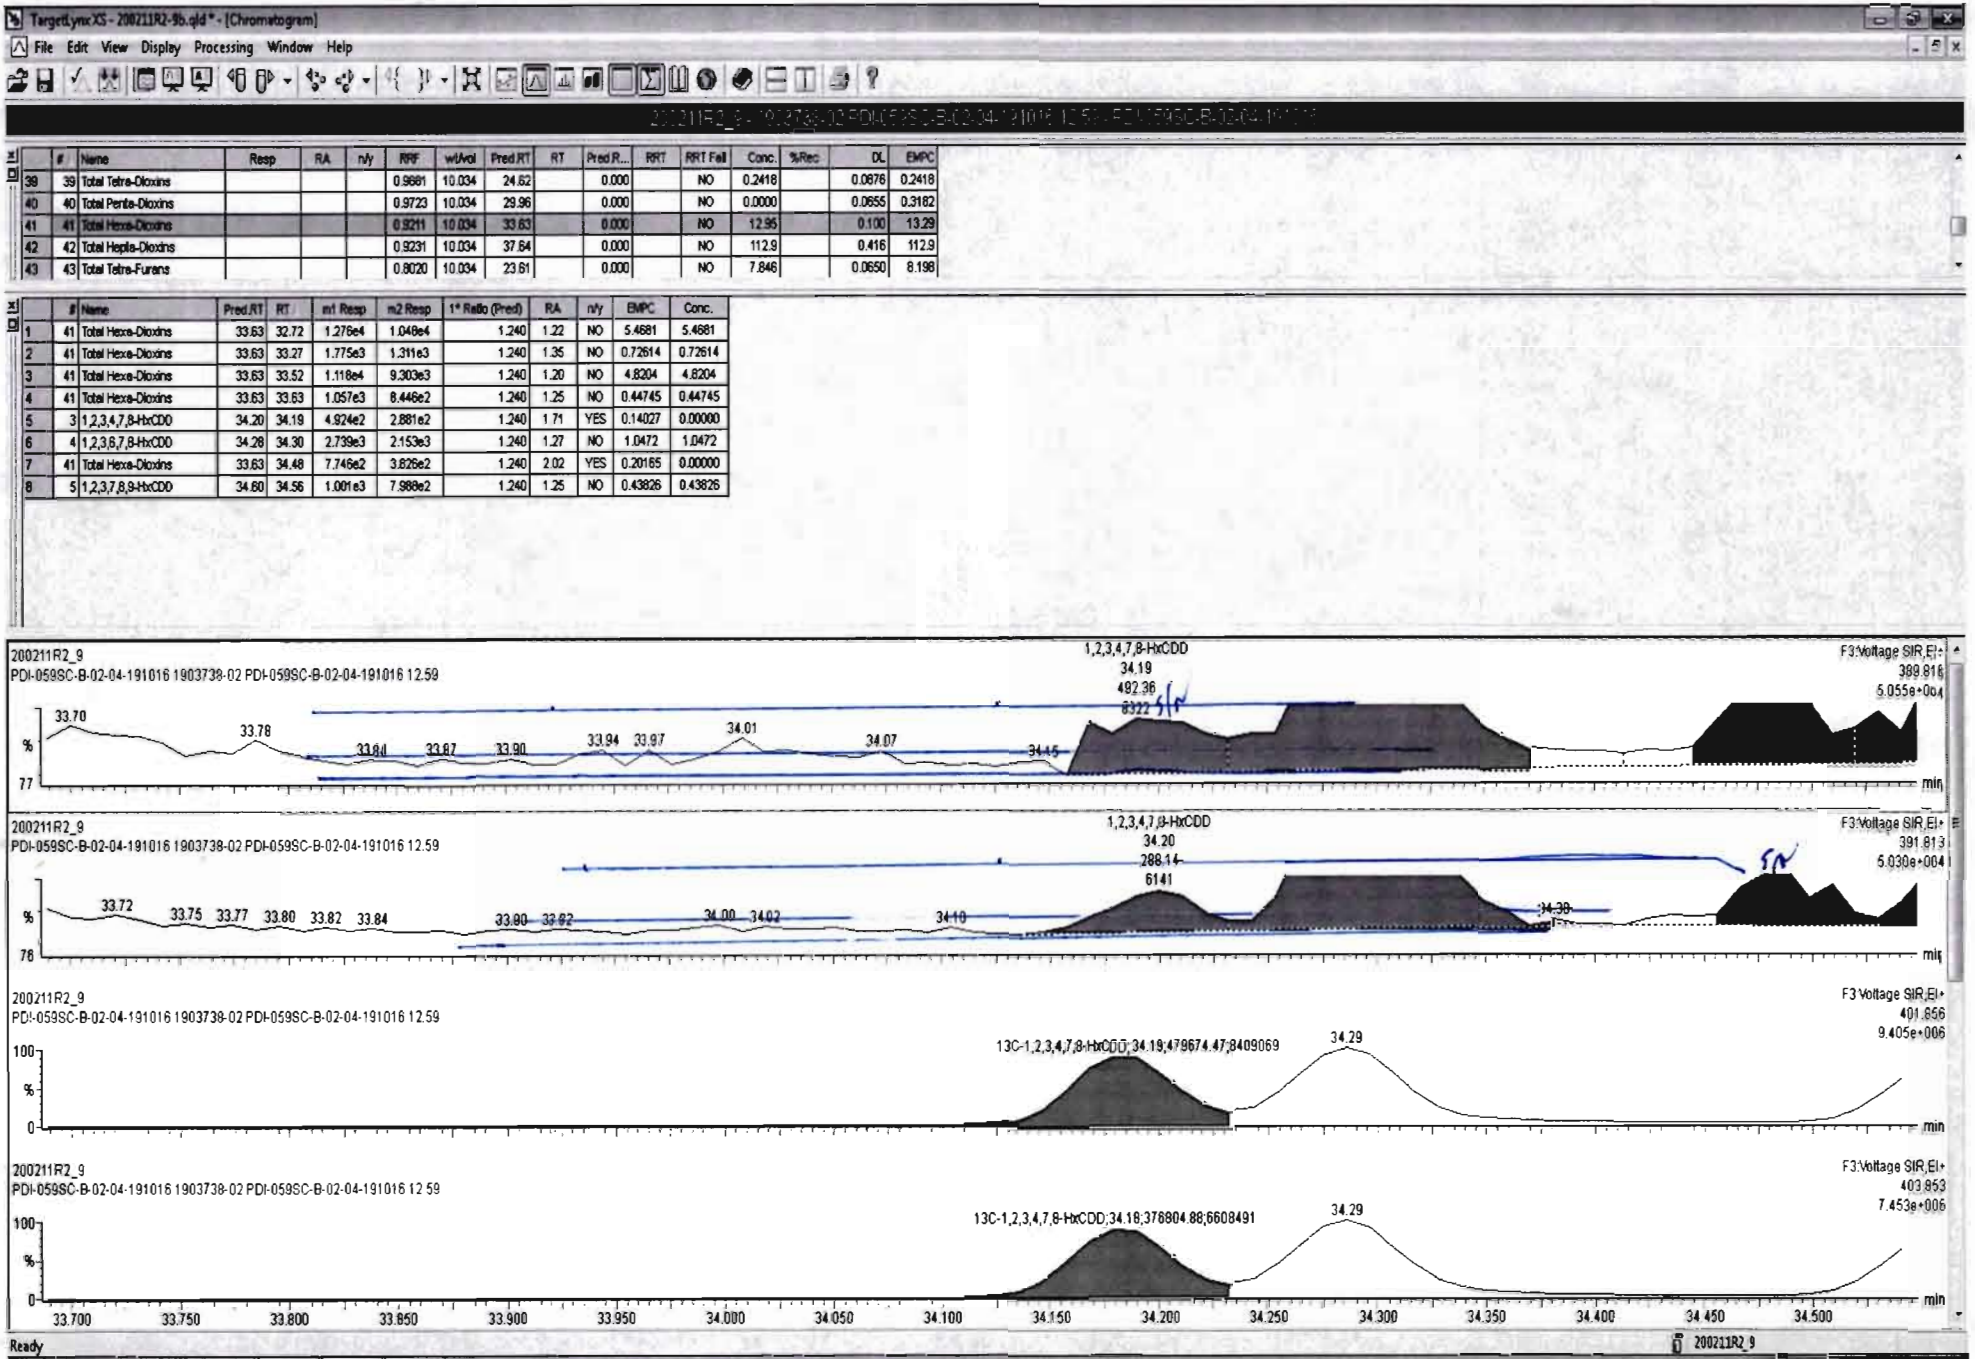 TargetLynx XS - 200211R2-9b.qld * - [Chromatogram]
File Edit View Display Processing Window Help
# Name Resp RA n/y RRF wt/vol Pred.RT RT Pred.R... RRT RRT Fail Conc. %Rec DL EMPC
39 39 Total Tetra-Dioxins 0.9681 10.034 24.62 0.000 NO 0.2418 0.0876 0.2418
40 40 Total Penta-Dioxins 0.9723 10.034 29.96 0.000 NO 0.0000 0.0655 0.3182
41 41 Total Hexa-Dioxins 0.9211 10.034 33.63 0.000 NO 12.95 0.100 13.29
42 42 Total Hepta-Dioxins 0.9231 10.034 37.64 0.000 NO 112.9 0.416 112.9
43 43 Total Tetra-Furans 0.8020 10.034 23.61 0.000 NO 7.846 0.0650 8.198
# Name Pred.RT RT m1 Resp m2 Resp 1° Ratio (Pred) RA n/y EMPC Conc.
1 41 Total Hexa-Dioxins 33.63 32.72 1.276e4 1.048e4 1.240 1.22 NO 5.4681 5.4681
2 41 Total Hexa-Dioxins 33.63 33.27 1.775e3 1.311e3 1.240 1.35 NO 0.72614 0.72614
3 41 Total Hexa-Dioxins 33.63 33.52 1.118e4 9.303e3 1.240 1.20 NO 4.8204 4.8204
4 41 Total Hexa-Dioxins 33.63 33.63 1.057e3 8.446e2 1.240 1.25 NO 0.44745 0.44745
5 3 1,2,3,4,7,8-HxCDD 34.20 34.19 4.924e2 2.881e2 1.240 1.71 YES 0.14027 0.00000
6 4 1,2,3,6,7,8-HxCDD 34.28 34.30 2.739e3 2.153e3 1.240 1.27 NO 1.0472 1.0472
7 41 Total Hexa-Dioxins 33.63 34.48 7.746e2 3.826e2 1.240 2.02 YES 0.20165 0.00000
8 5 1,2,3,7,8,9-HxCDD 34.60 34.56 1.001e3 7.988e2 1.240 1.25 NO 0.43826 0.43826
200211R2_9 1,2,3,4,7,8-HxCDD F3:Voltage SIR,EI+
PDI-059SC-B-02-04-191016 1903738-02 PDI-059SC-B-02-04-191016 12.59 34.19 389.816
492.36 S/N 5.055e+004
8322
33.70 33.78 33.84 33.87 33.90 33.94 33.97 34.01 34.07 34.15
%
77 min
200211R2_9 1,2,3,4,7,8-HxCDD F3:Voltage SIR,EI+
PDI-059SC-B-02-04-191016 1903738-02 PDI-059SC-B-02-04-191016 12.59 34.20 391.813
288.14 S/N 5.030e+004
6141
33.72 33.75 33.77 33.80 33.82 33.84 33.90 33.92 34.00 34.02 34.10 34.38
%
76 min
200211R2_9 F3:Voltage SIR,EI+
PDI-059SC-B-02-04-191016 1903738-02 PDI-059SC-B-02-04-191016 12.59 401.856
9.405e+006
100 13C-1,2,3,4,7,8-HxCDD;34.19;479674.47;8409069 34.29
%
0 min
200211R2_9 F3:Voltage SIR,EI+
PDI-059SC-B-02-04-191016 1903738-02 PDI-059SC-B-02-04-191016 12.59 403.853
7.453e+006
100 13C-1,2,3,4,7,8-HxCDD;34.18;376804.88;6608491 34.29
%
0 min
33.700 33.750 33.800 33.850 33.900 33.950 34.000 34.050 34.100 34.150 34.200 34.250 34.300 34.350 34.400 34.450 34.500
Ready 200211R2_9